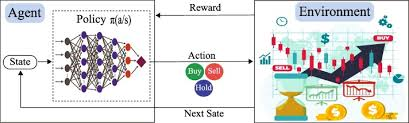 Agent
Reward
Environment
Policy π(a/s)
State
Action
Buy
Sell
Hold
BUY
SELL
Next Sate